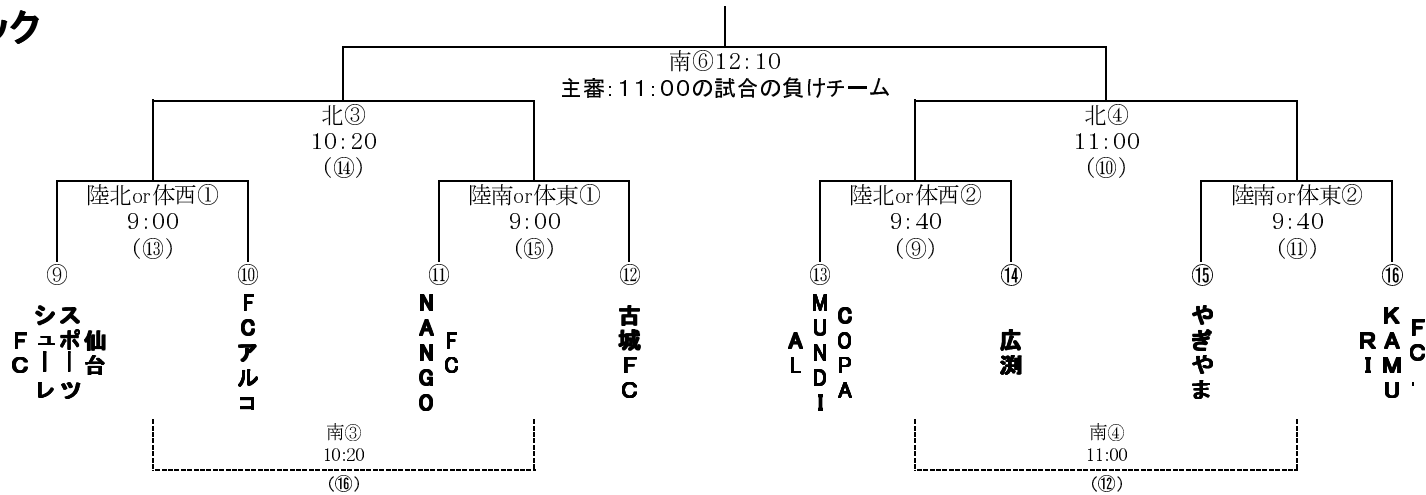 ック
南⑥12:10
主審:11:00の試合の負けチーム
北③
10:20
(⑭)
北④
11:00
(⑩)
陸北or体西①
9:00
(⑬)
陸南or体東①
9:00
(⑮)
陸北or体西②
9:40
(⑨)
陸南or体東②
9:40
(⑪)
⑨
⑩
⑪
⑫
⑬
⑭
⑮
⑯
仙台
スポーツ
シューレ
FC
FCアルコ
FC
NANGO
古城FC
COPA
MUNDI
AL
広渕
やぎやま
FC.
KAMU
RI
南③
10:20
(⑯)
南④
11:00
(⑫)